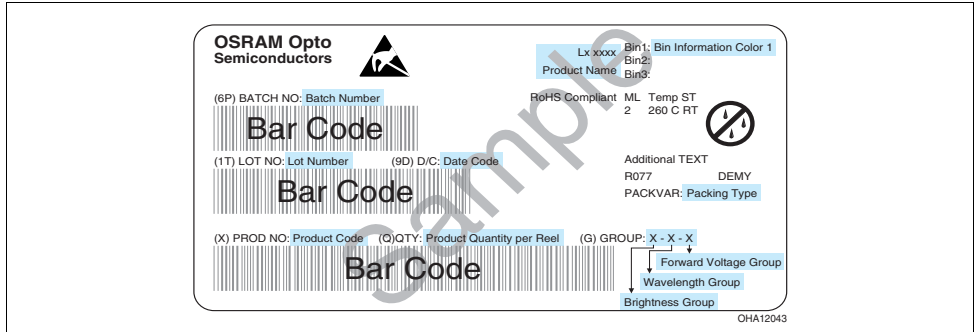 OSRAM Opto
Semiconductors
Lx xxxx
Product Name
Bin1: Bin Information Color 1
Bin2:
Bin3:
(6P) BATCH NO: Batch Number
Bar Code
RoHS Compliant
ML Temp ST
2 260 C RT
(1T) LOT NO: Lot Number (9D) D/C: Date Code
Bar Code
Additional TEXT
R077 DEMY
PACKVAR: Packing Type
(X) PROD NO: Product Code (Q)QTY: Product Quantity per Reel (G) GROUP: X - X - X
Bar Code
Forward Voltage Group
Wavelength Group
Brightness Group
Sample
OHA12043